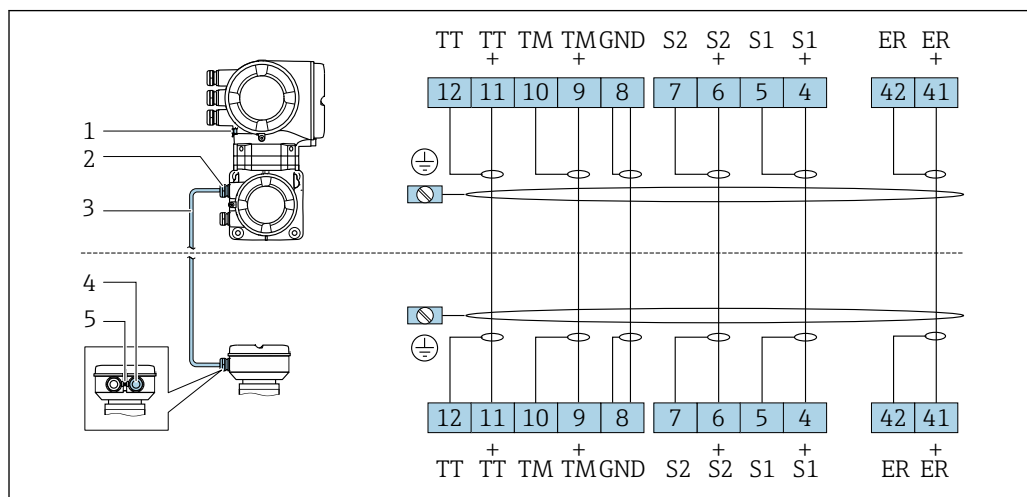 TT TT TM TM GND S2 S2 S1 S1 ER ER
+ + + + +
12 11 10 9 8 7 6 5 4 42 41
1
2
3
4
5
12 11 10 9 8 7 6 5 4 42 41
+ + + + +
TT TT TM TM GND S2 S2 S1 S1 ER ER